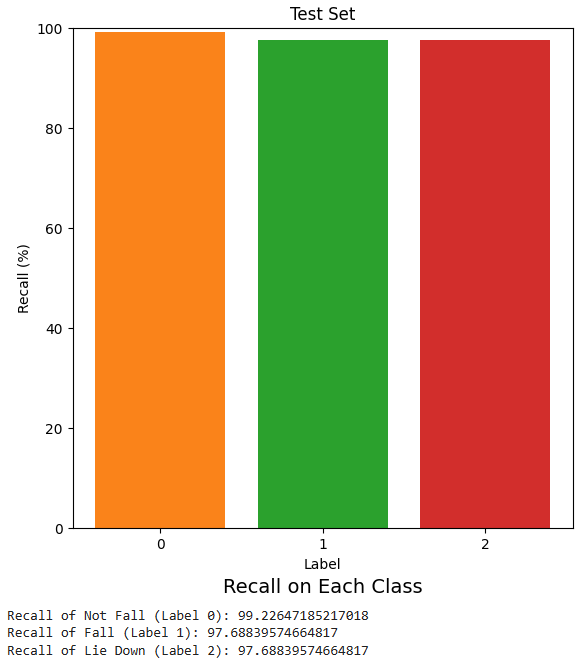 Test Set
100
80
60
40
20
0
Recall (%)
0 1 2
Label
Recall on Each Class
Recall of Not Fall (Label 0): 99.22647185217018
Recall of Fall (Label 1): 97.68839574664817
Recall of Lie Down (Label 2): 97.68839574664817